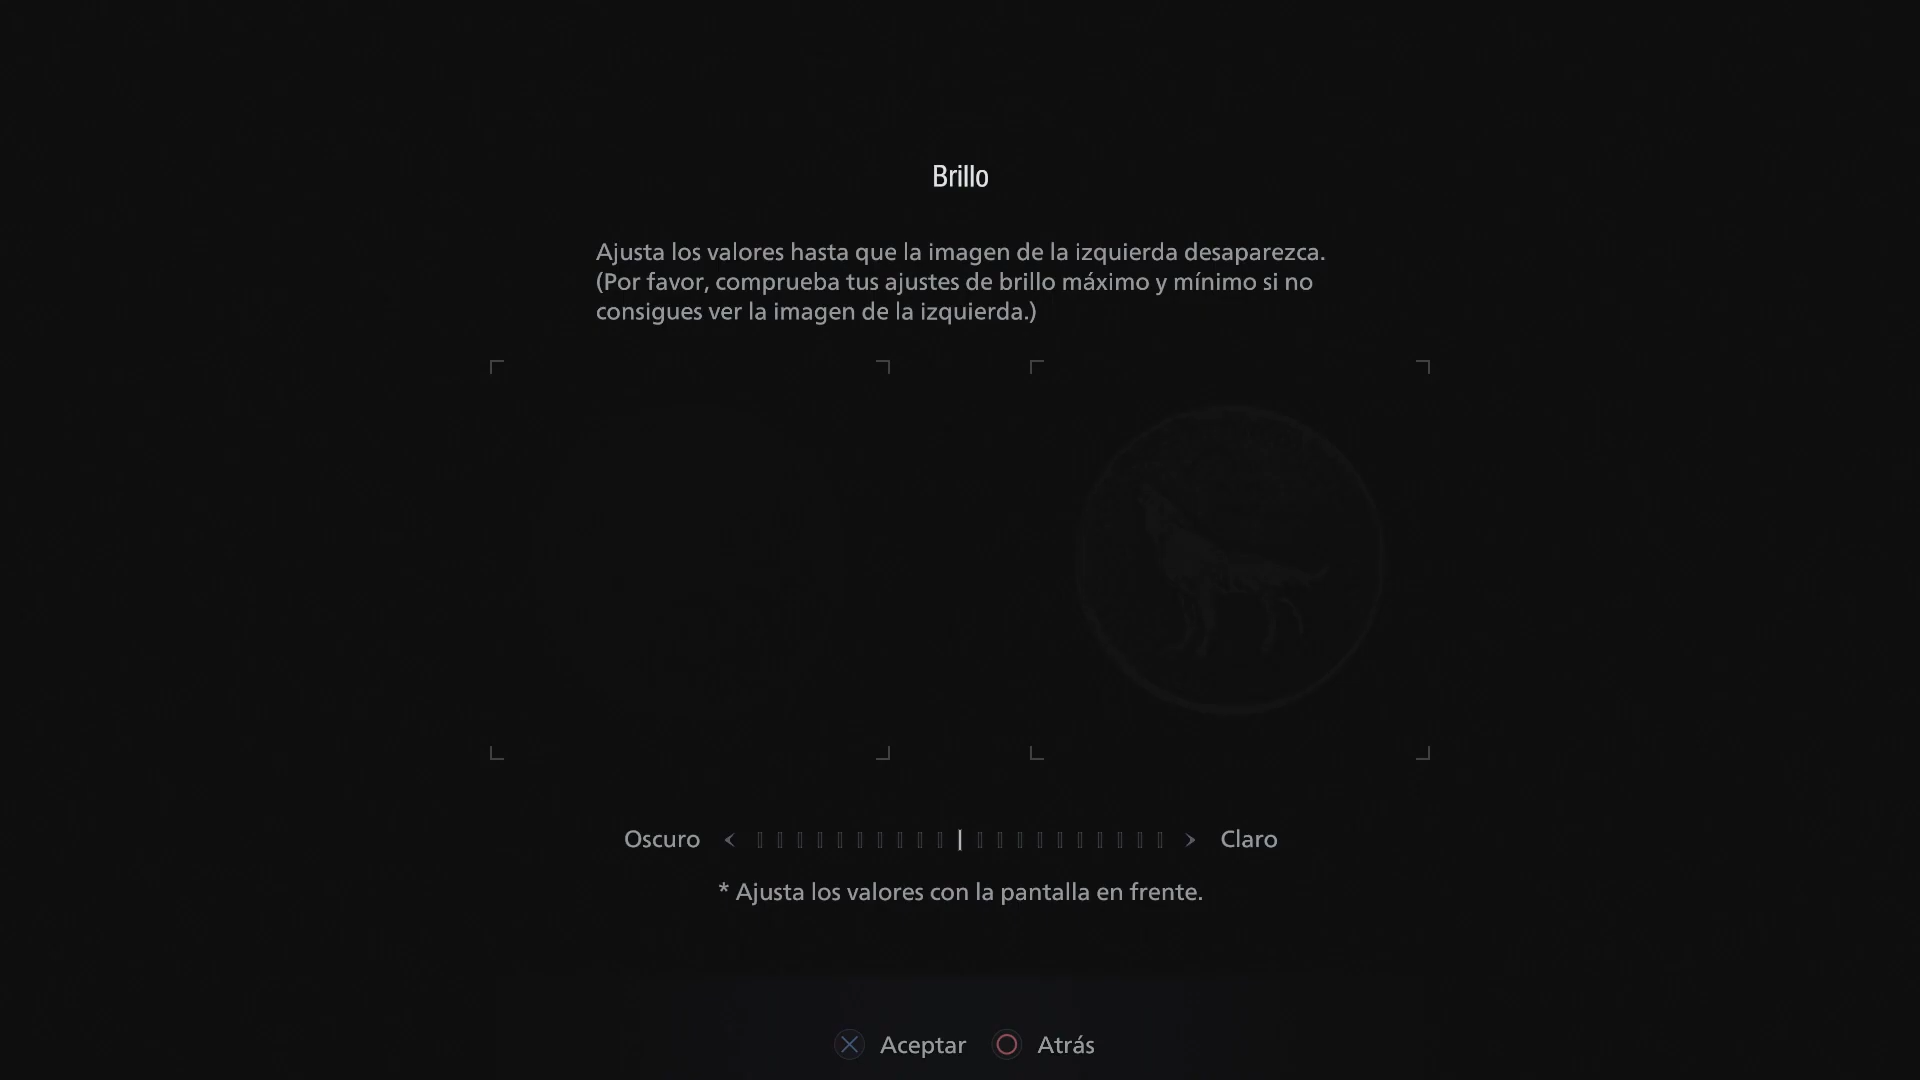 Brillo
Ajusta los valores hasta que la imagen de la izquierda desaparezca.
(Por favor, comprueba tus ajustes de brillo máximo y mínimo si no
consigues ver la imagen de la izquierda.)
Oscuro Claro
* Ajusta los valores con la pantalla en frente.
Aceptar Atrás